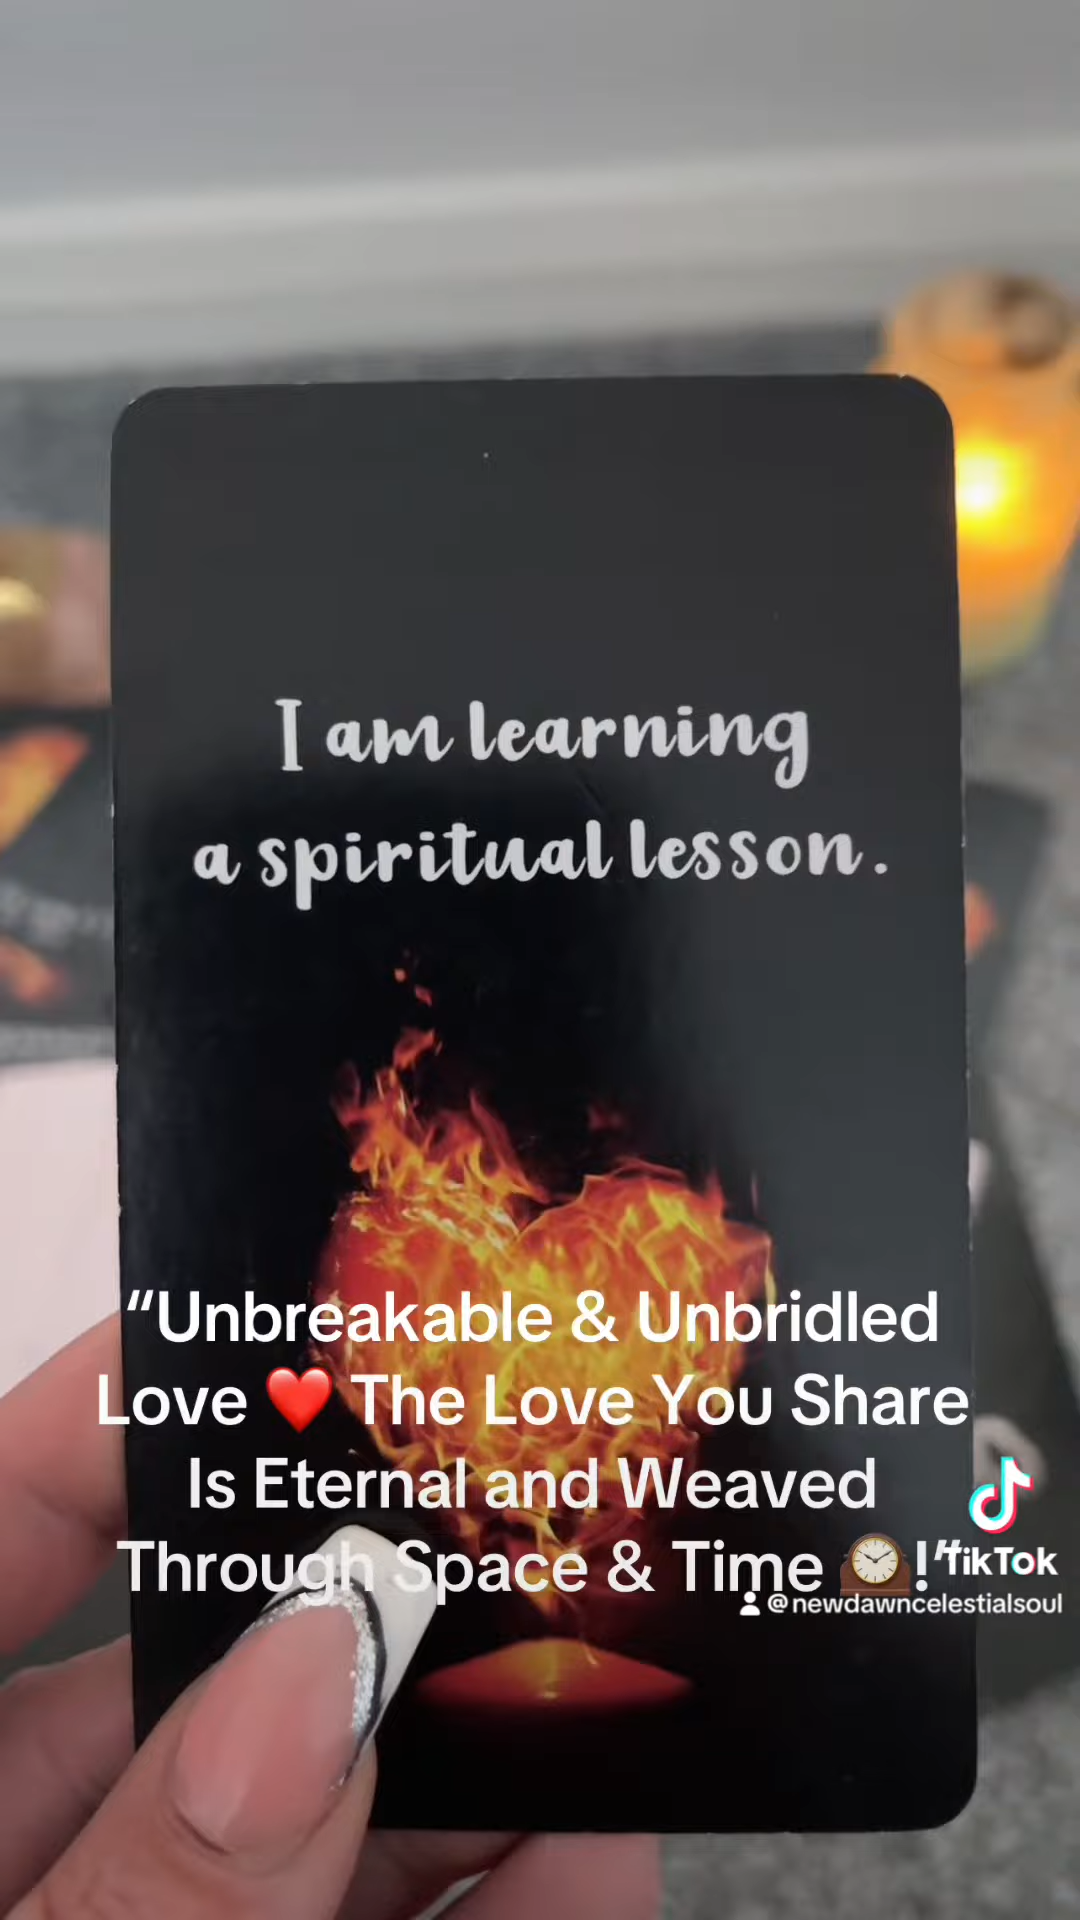 I am learning
a spiritual lesson.
“Unbreakable & Unbridled
Love ❤️ The Love You Share
Is Eternal and Weaved
Through Space & Time 🕰️!"
TikTok
@newdawncelestialsoul